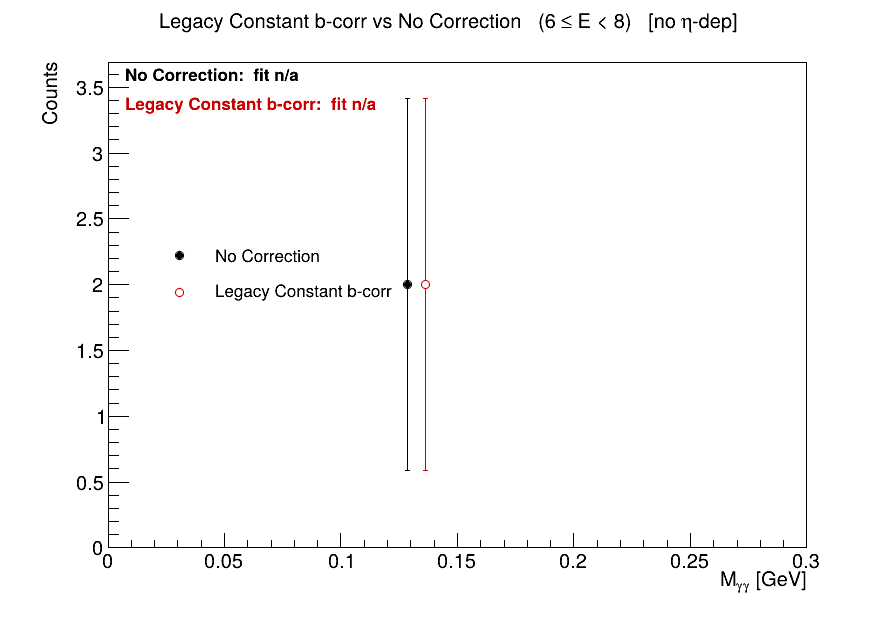 Legacy Constant b-corr vs No Correction (6 ≤ E < 8) [no η-dep]
Counts
No Correction: fit n/a
Legacy Constant b-corr: fit n/a
3.5
3
2.5
2
1.5
1
0.5
0
No Correction
Legacy Constant b-corr
0 0.05 0.1 0.15 0.2 0.25 0.3
Mγγ [GeV]